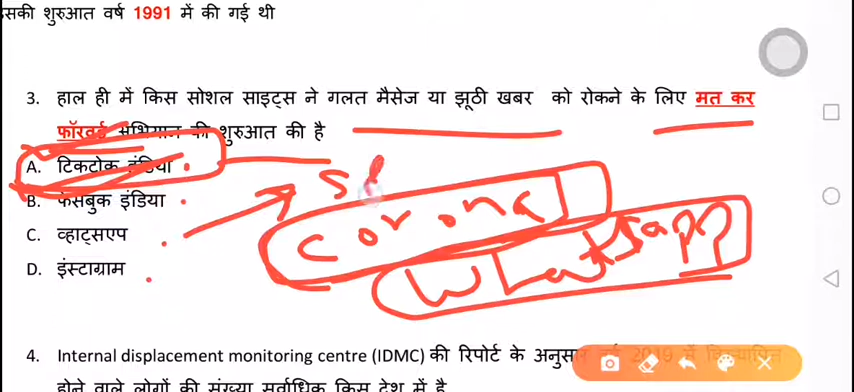 सकी शुरुआत वर्ष 1991 में की गई थी
3. हाल ही में किस सोशल साइट्स ने गलत मैसेज या झूठी खबर को रोकने के लिए मत कर
फॉरवर्ड अभियान की शुरुआत की है
A. टिकटोक इंडिया
B. फेसबुक इंडिया
C. व्हाट्सएप
D. इंस्टाग्राम
corona
Whatsapp
4. Internal displacement monitoring centre (IDMC) की रिपोर्ट के अनुसार 2019 में विस्थापित
होने वाले लोगों की संख्या सर्वाधिक किस देश में है